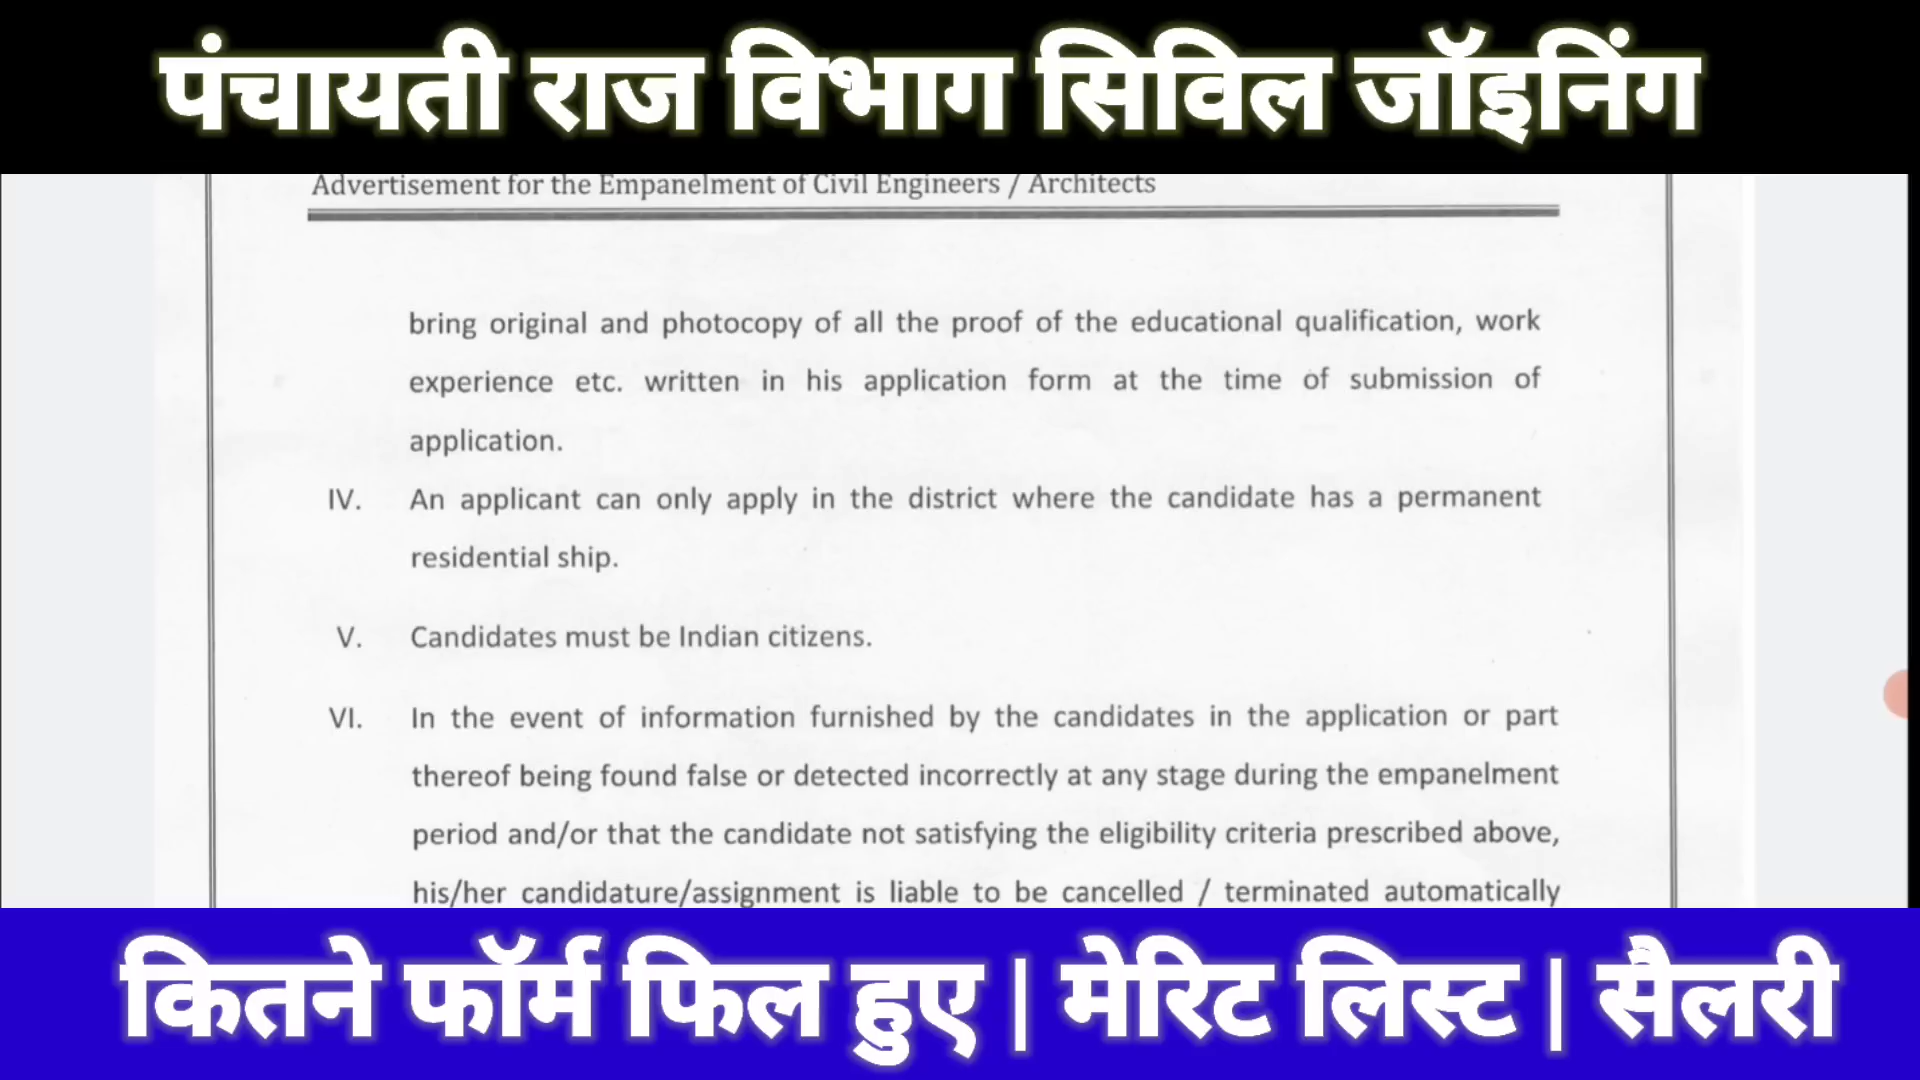 पंचायती राज विभाग सिविल जॉइनिंग
Advertisement for the Empanelment of Civil Engineers / Architects
bring original and photocopy of all the proof of the educational qualification, work
experience etc. written in his application form at the time of submission of
application.
IV. An applicant can only apply in the district where the candidate has a permanent
residential ship.
V. Candidates must be Indian citizens.
VI. In the event of information furnished by the candidates in the application or part
thereof being found false or detected incorrectly at any stage during the empanelment
period and/or that the candidate not satisfying the eligibility criteria prescribed above,
his/her candidature/assignment is liable to be cancelled / terminated automatically
कितने फॉर्म फिल हुए | मेरिट लिस्ट | सैलरी